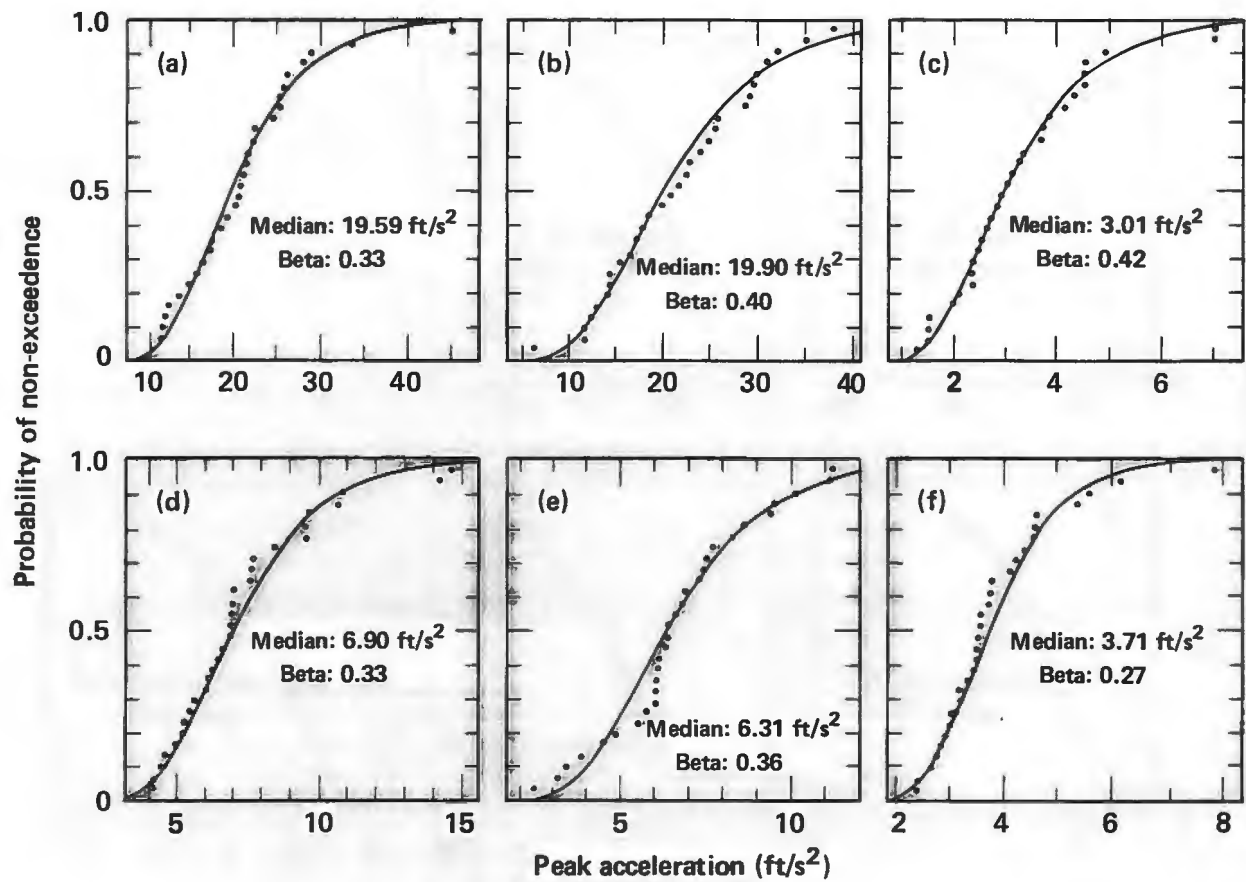 Probability of non-exceedence
1.0
0.5
0
(a)
Median: 19.59 ft/s²
Beta: 0.33
10 20 30 40
(b)
Median: 19.90 ft/s²
Beta: 0.40
10 20 30 40
(c)
Median: 3.01 ft/s²
Beta: 0.42
2 4 6
1.0
0.5
0
(d)
Median: 6.90 ft/s²
Beta: 0.33
5 10 15
(e)
Median: 6.31 ft/s²
Beta: 0.36
5 10
(f)
Median: 3.71 ft/s²
Beta: 0.27
2 4 6 8
Peak acceleration (ft/s²)